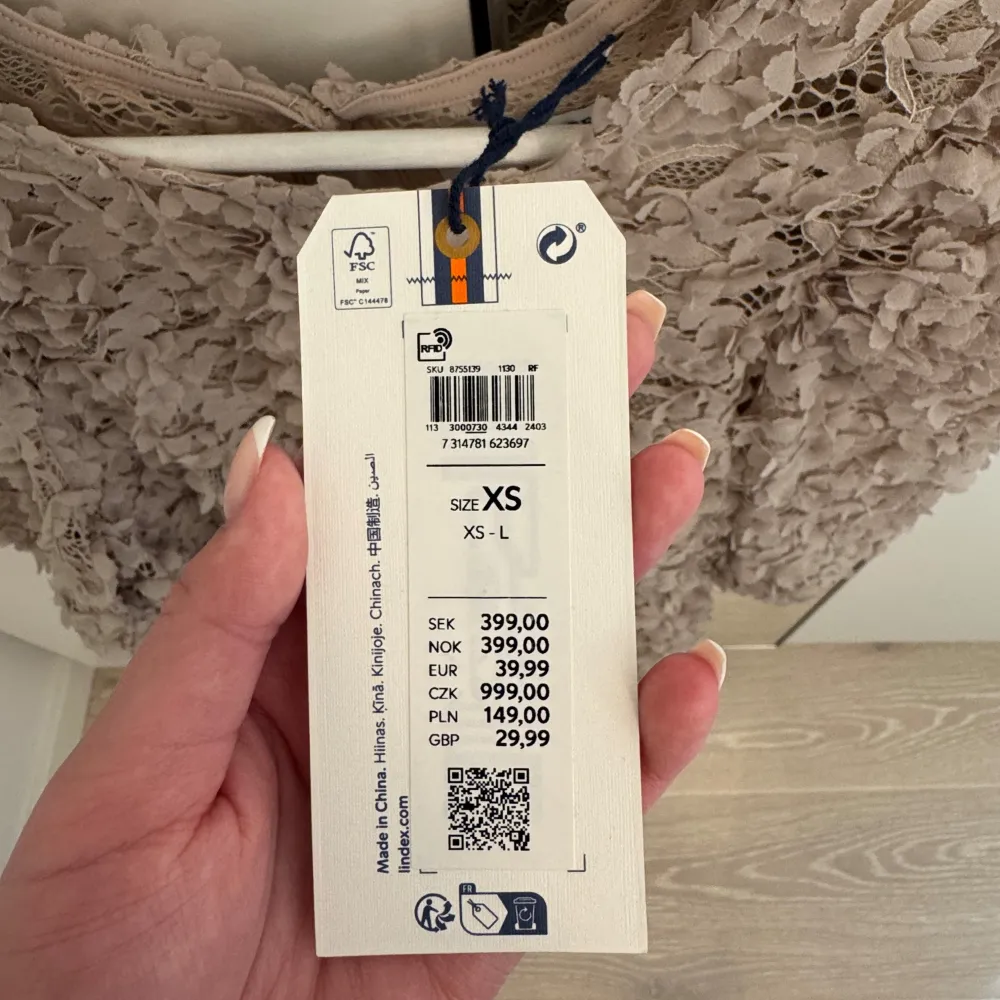 FSC
MIX
Paper
FSC® C144478
®
RFID
SKU 8755139 1130 RF
113 3000730 4344 2403
7 314781 623697
SIZE XS
XS - L
SEK 399,00
NOK 399,00
EUR 39,99
CZK 999,00
PLN 149,00
GBP 29,99
Made in China. Hiinas. Ķīnā. Kinijoje. Chinach. 中国制造. الصين
lindex.com
FR